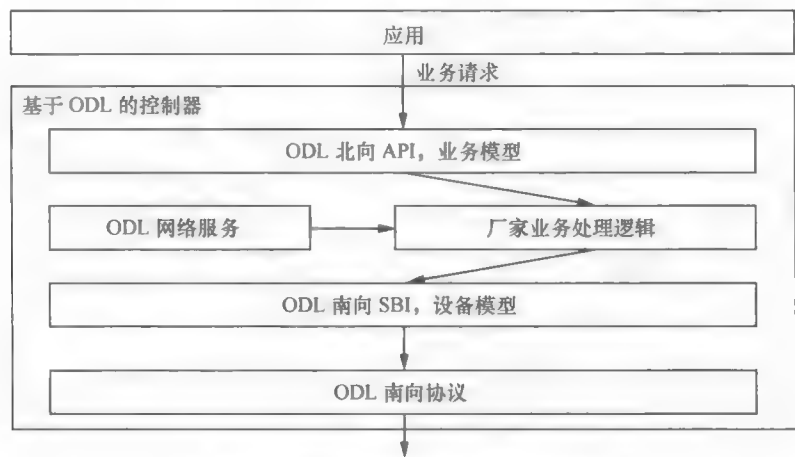 应用
业务请求
基于 ODL 的控制器
ODL 北向 API，业务模型
ODL 网络服务
厂家业务处理逻辑
ODL 南向 SBI，设备模型
ODL 南向协议